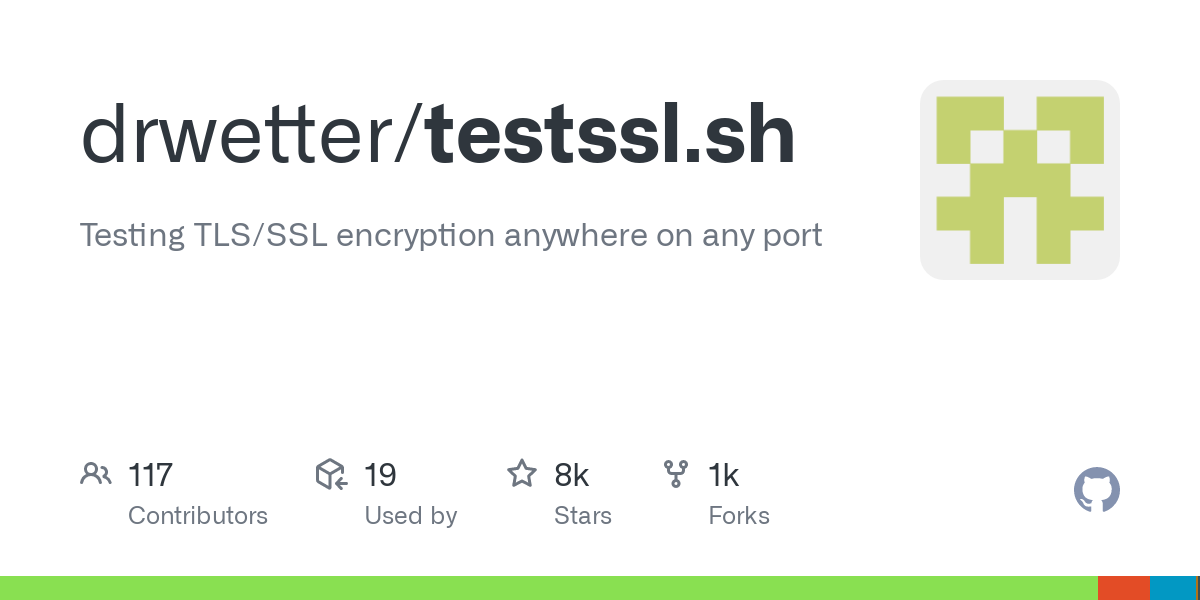 drwetter/testssl.sh
Testing TLS/SSL encryption anywhere on any port
117 19 8k 1k
Contributors Used by Stars Forks